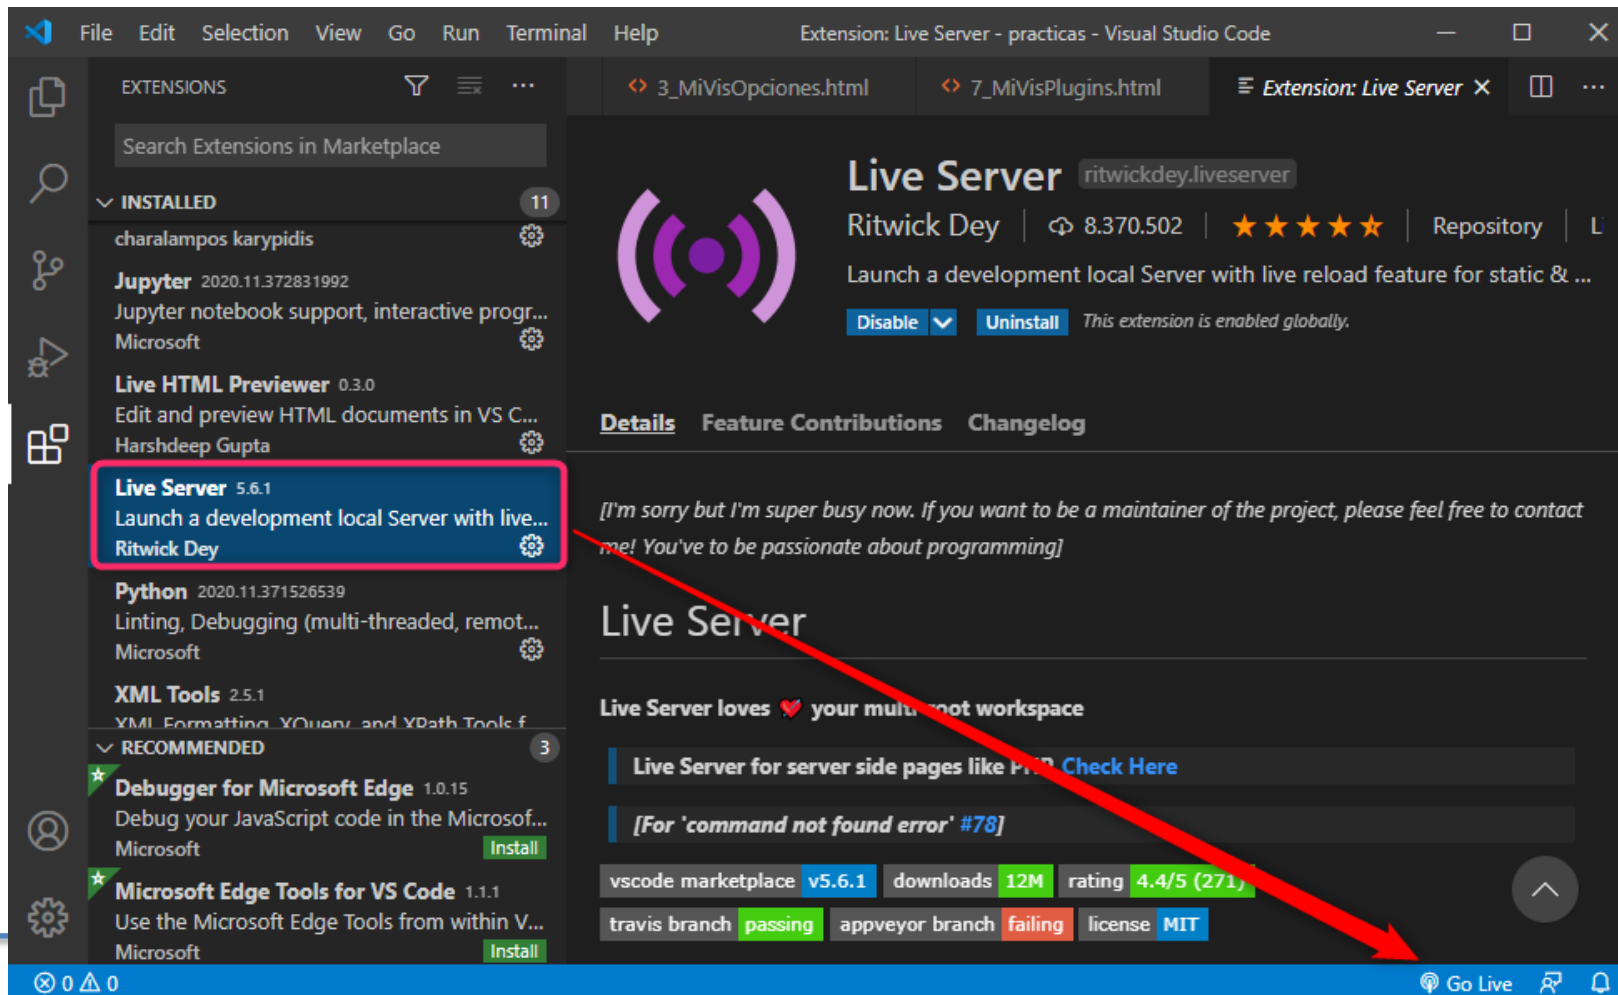 File Edit Selection View Go Run Terminal Help Extension: Live Server - practicas - Visual Studio Code
EXTENSIONS
3_MiVisOpciones.html 7_MiVisPlugins.html Extension: Live Server
Search Extensions in Marketplace
INSTALLED 11
charalampos karypidis
Jupyter 2020.11.372831992
Jupyter notebook support, interactive progr...
Microsoft
Live HTML Previewer 0.3.0
Edit and preview HTML documents in VS C...
Harshdeep Gupta
Live Server 5.6.1
Launch a development local Server with live...
Ritwick Dey
Python 2020.11.371526539
Linting, Debugging (multi-threaded, remot...
Microsoft
XML Tools 2.5.1
XML Formatting, XQuery, and XPath Tools f
RECOMMENDED 3
Debugger for Microsoft Edge 1.0.15
Debug your JavaScript code in the Microsof...
Microsoft Install
Microsoft Edge Tools for VS Code 1.1.1
Use the Microsoft Edge Tools from within V...
Microsoft Install
Live Server ritwickdey.liveserver
Ritwick Dey 8.370.502 Repository
Launch a development local Server with live reload feature for static & ...
Disable Uninstall This extension is enabled globally.
Details Feature Contributions Changelog
[I'm sorry but I'm super busy now. If you want to be a maintainer of the project, please feel free to contact
me! You've to be passionate about programming]
Live Server
Live Server loves your multi root workspace
Live Server for server side pages like PHP Check Here
[For 'command not found error' #78]
vscode marketplace v5.6.1 downloads 12M rating 4.4/5 (271)
travis branch passing appveyor branch failing license MIT
0 0 Go Live